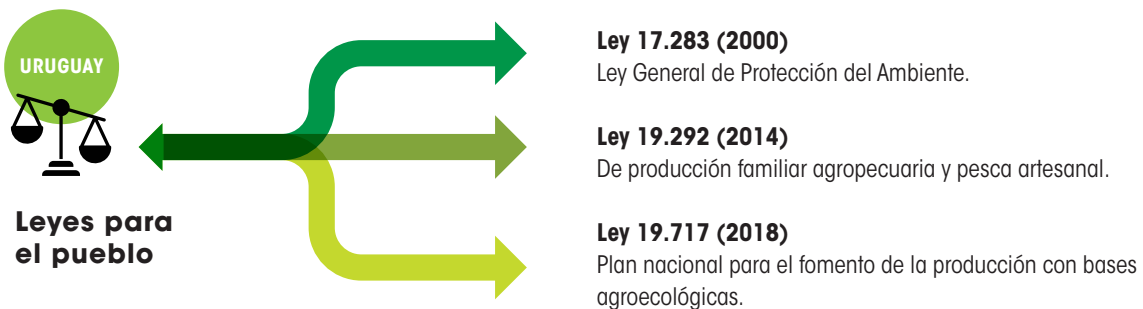 URUGUAY
Leyes para
el pueblo
Ley 17.283 (2000)
Ley General de Protección del Ambiente.
Ley 19.292 (2014)
De producción familiar agropecuaria y pesca artesanal.
Ley 19.717 (2018)
Plan nacional para el fomento de la producción con bases
agroecológicas.